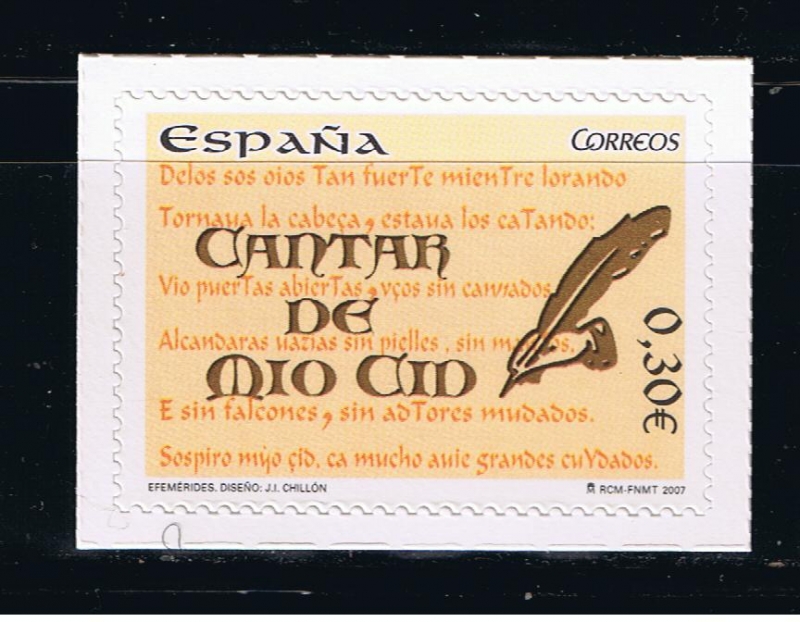 ESPAÑA CORREOS
Delos sos oios Tan fuerTe mienTre lorando
Tornaua la cabeça, estaua los caTando:
CANTAR
Vio puerTas abierTas, vços sin cannados
DE
Alcandaras uazias sin pielles, sin
MIO CID
0,30€
E sin falcones, sin adTores mudados.
Sospiro mijo çid, ca mucho auie grandes cuYdados.
EFEMÉRIDES. DISEÑO: J.I. CHILLÓN RCM-FNMT 2007